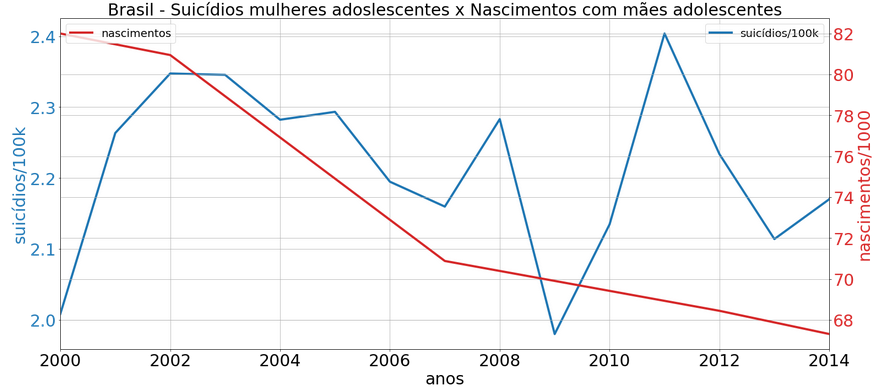 Brasil - Suicídios mulheres adoslescentes x Nascimentos com mães adolescentes
nascimentos
suicídios/100k
2.4
2.3
2.2
2.1
2.0
suicídios/100k
82
80
78
76
74
72
70
68
nascimentos/1000
2000 2002 2004 2006 2008 2010 2012 2014
anos